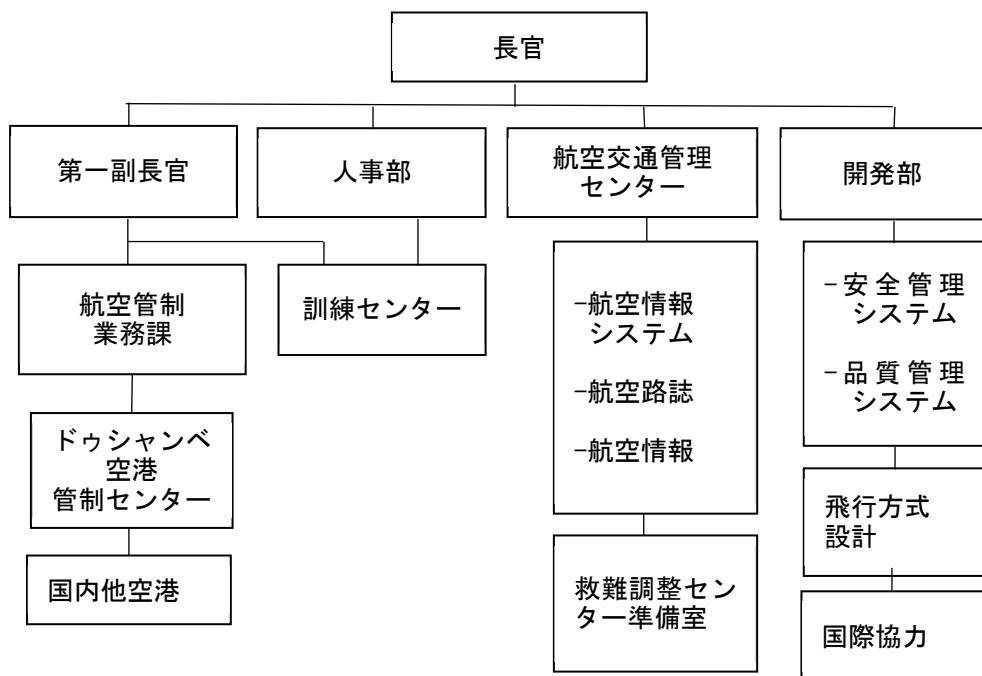 長官
第一副長官
人事部
航空交通管理
センター
開発部
航空管制
業務課
訓練センター
−航空情報
システム
−航空路誌
−航空情報
−安全管理
システム
−品質管理
システム
ドゥシャンベ
空港
管制センター
飛行方式
設計
国内他空港
救難調整セン
ター準備室
国際協力